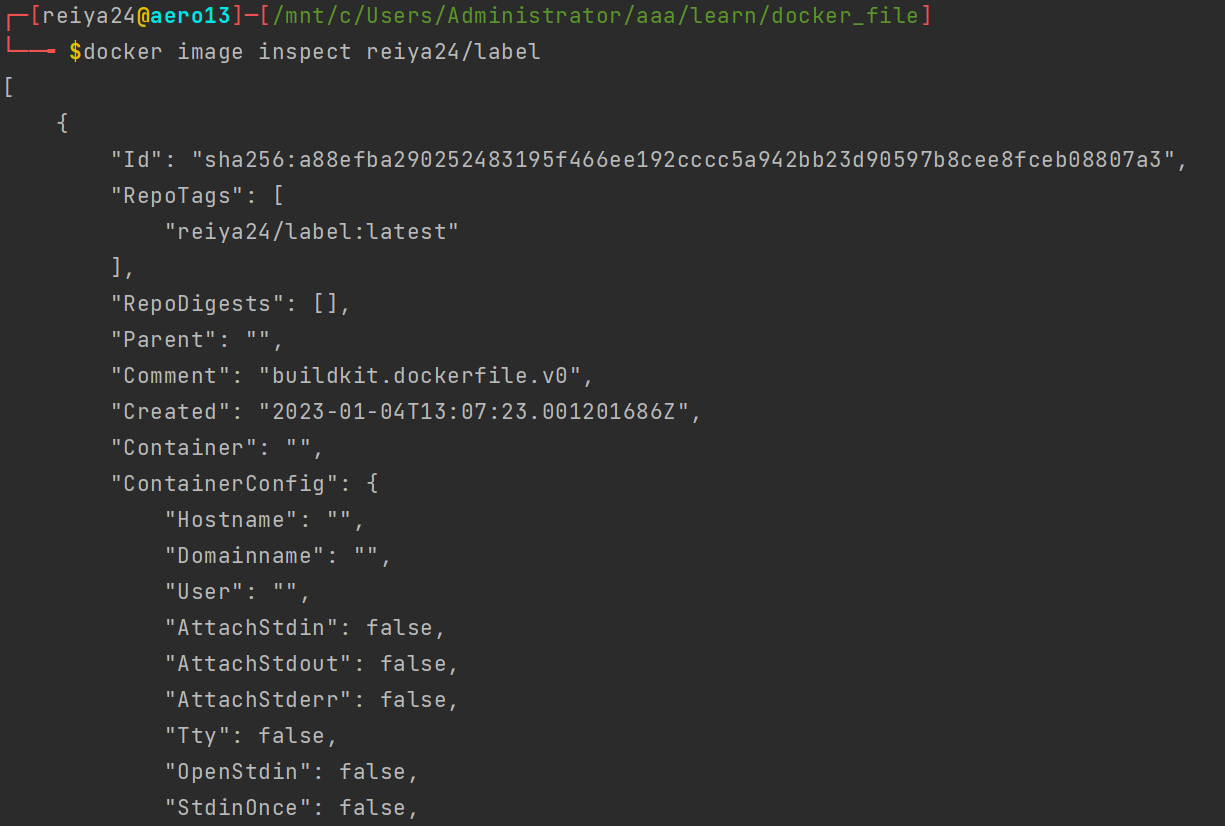 ┌─[reiya24@aero13]─[/mnt/c/Users/Administrator/aaa/learn/docker_file]
└──╼ $docker image inspect reiya24/label
[
    {
        "Id": "sha256:a88efba290252483195f466ee192cccc5a942bb23d90597b8cee8fceb08807a3",
        "RepoTags": [
            "reiya24/label:latest"
        ],
        "RepoDigests": [],
        "Parent": "",
        "Comment": "buildkit.dockerfile.v0",
        "Created": "2023-01-04T13:07:23.001201686Z",
        "Container": "",
        "ContainerConfig": {
            "Hostname": "",
            "Domainname": "",
            "User": "",
            "AttachStdin": false,
            "AttachStdout": false,
            "AttachStderr": false,
            "Tty": false,
            "OpenStdin": false,
            "StdinOnce": false,